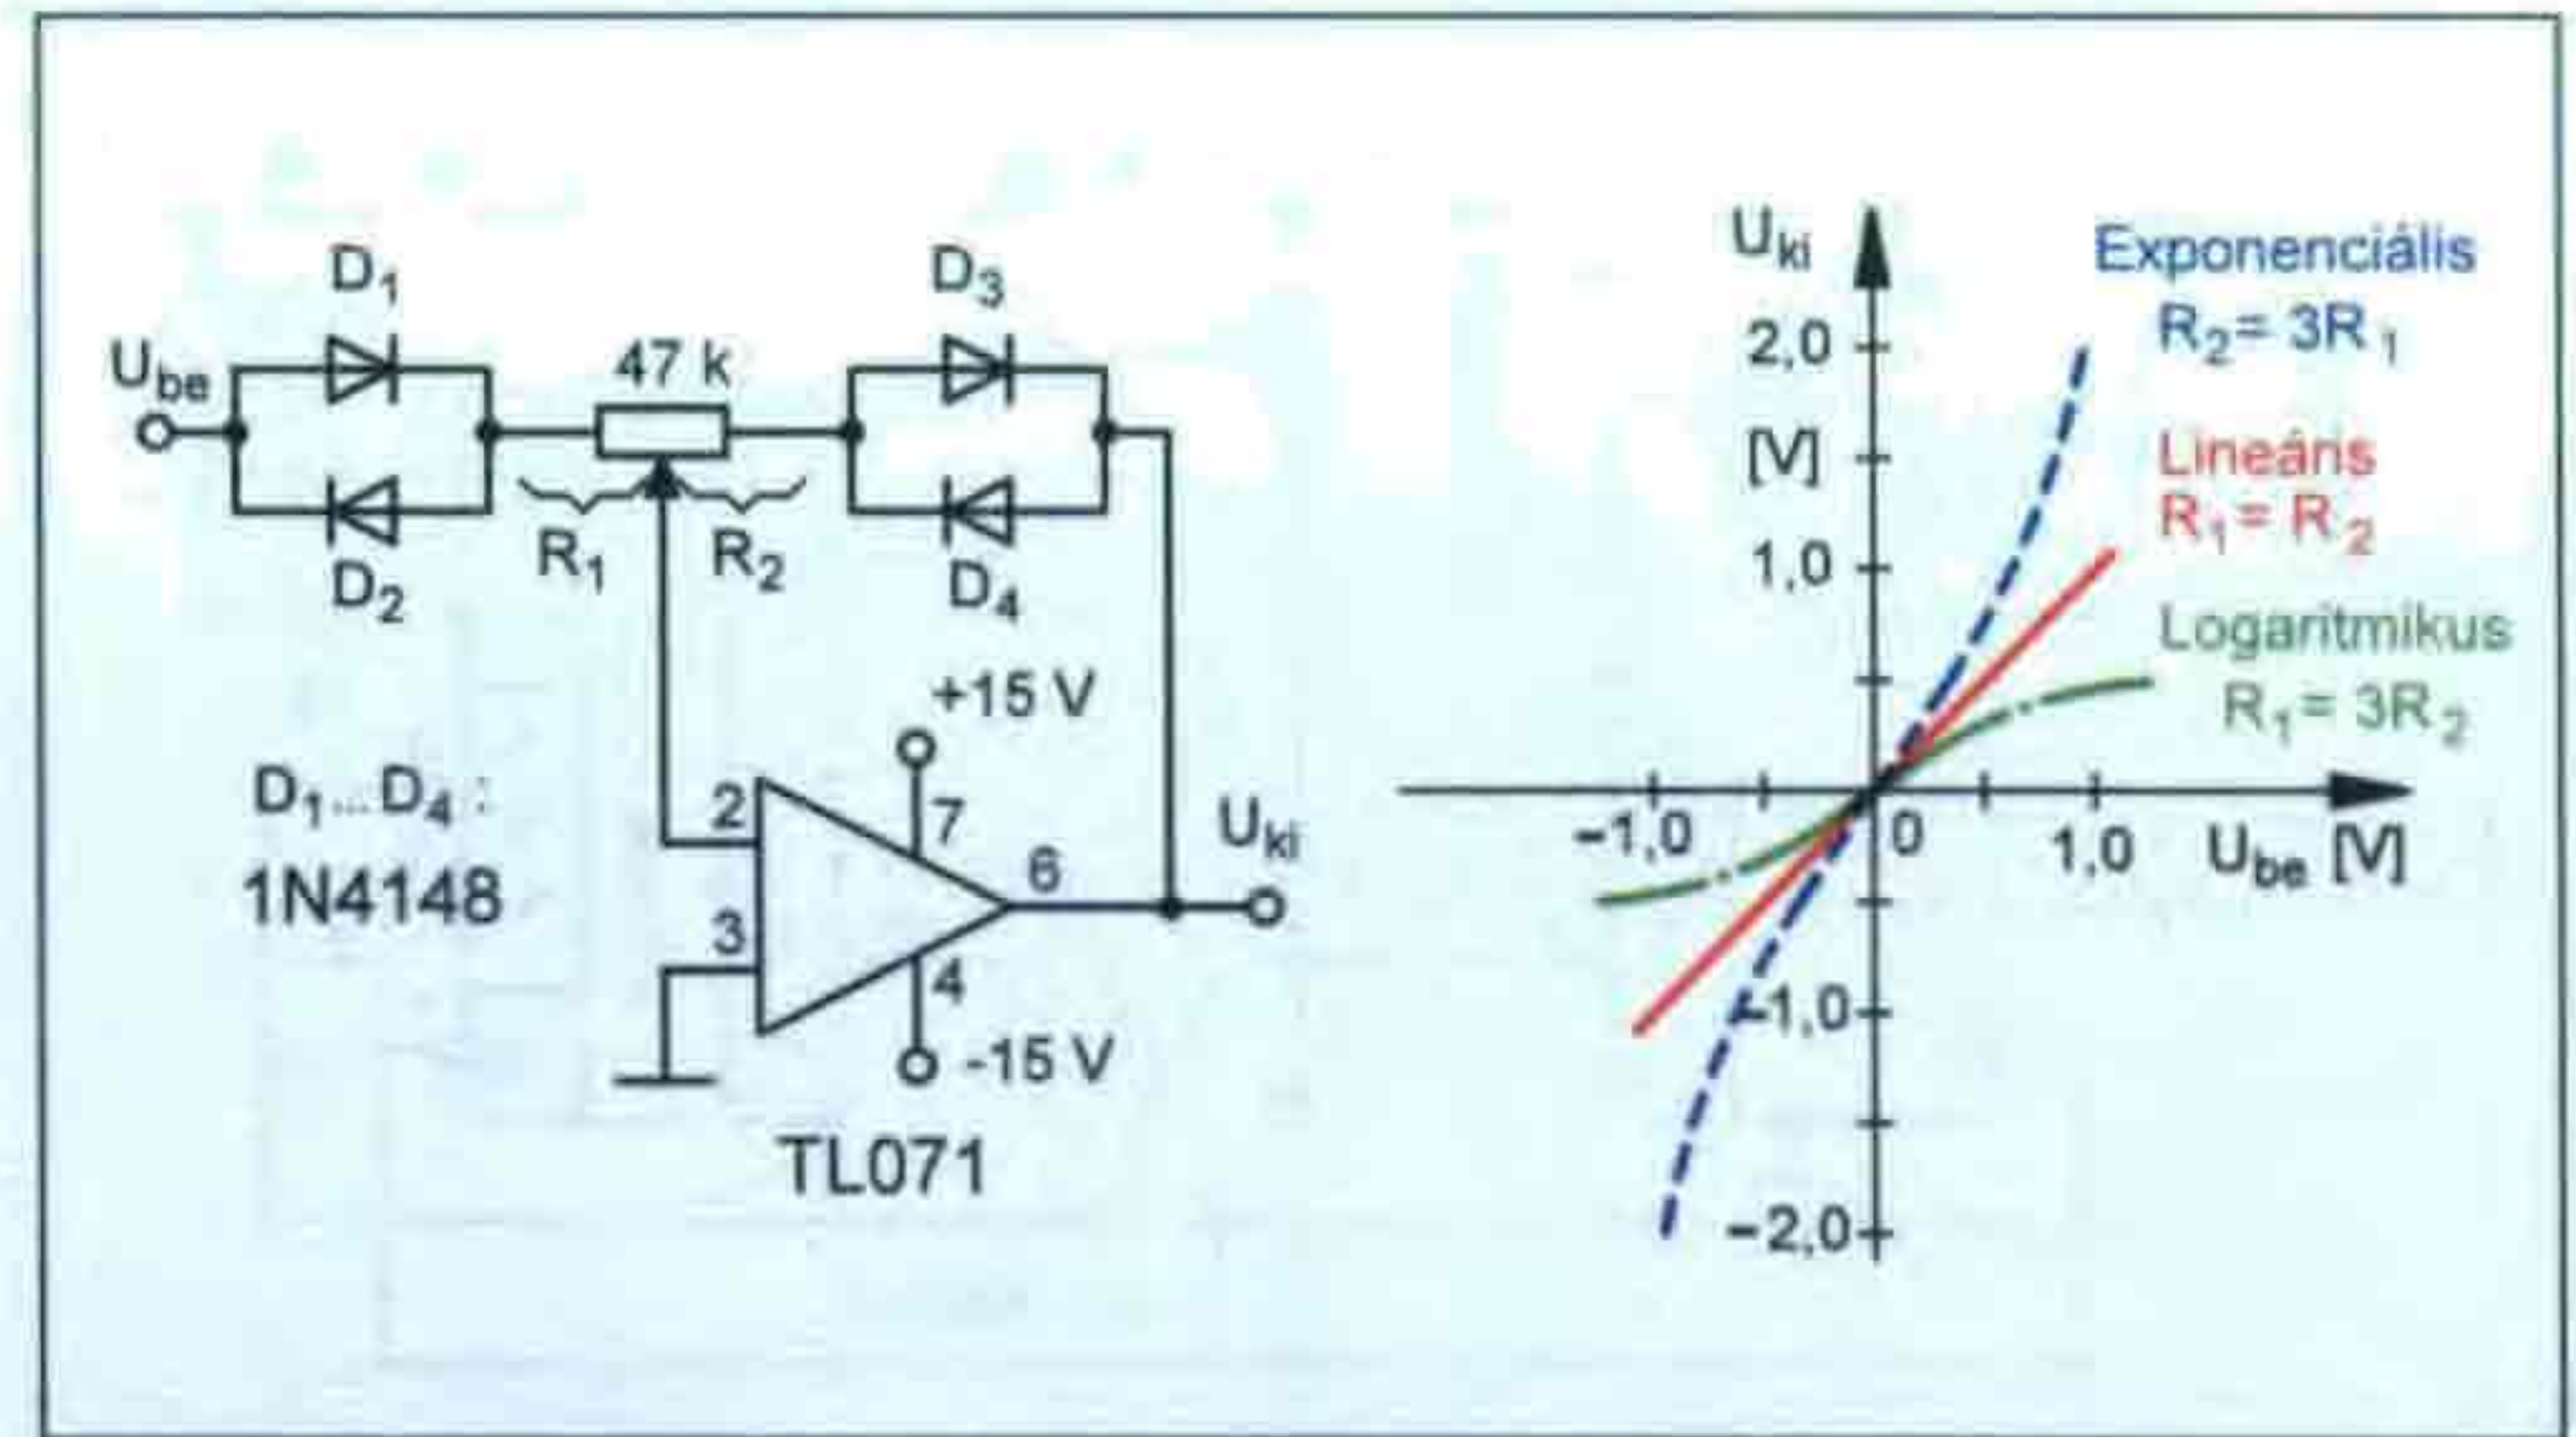 D1
D3
Ube
47 k
R1
R2
D2
D4
+15 V
D1...D4 :
1N4148
2
7
6
Uki
3
4
-15 V
TL071
Uki
2,0
[V]
1,0
Exponenciális
R2= 3R1
Lineáris
R1= R2
Logaritmikus
R1= 3R2
-1,0
0
1,0
Ube [V]
-1,0
-2,0